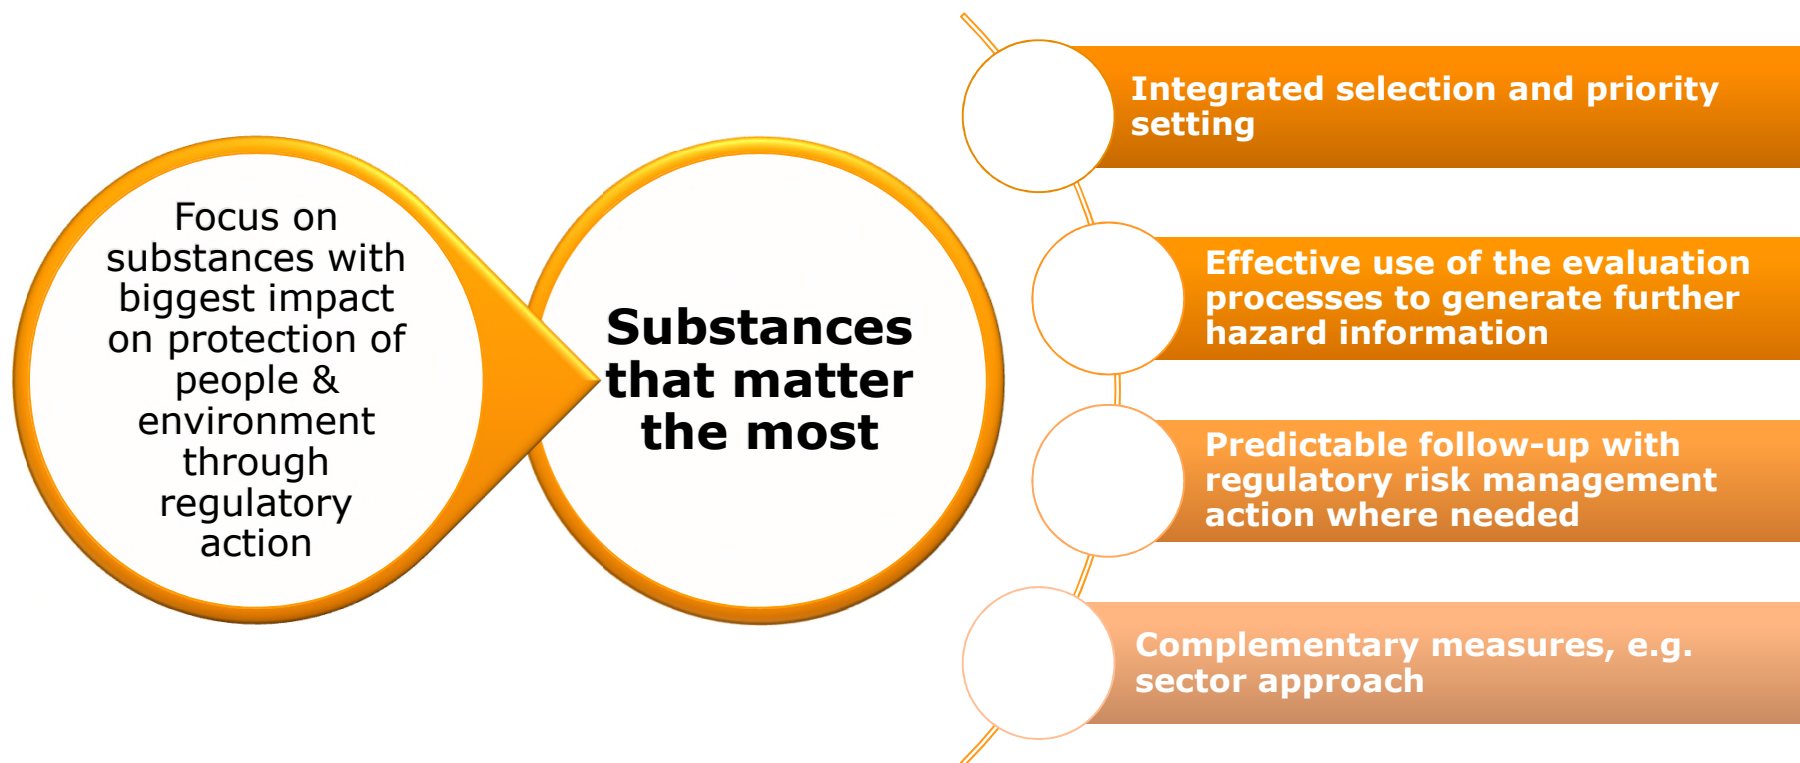 Focus on
substances with
biggest impact
on protection of
people &
environment
through
regulatory
action
Substances
that matter
the most
Integrated selection and priority
setting
Effective use of the evaluation
processes to generate further
hazard information
Predictable follow-up with
regulatory risk management
action where needed
Complementary measures, e.g.
sector approach